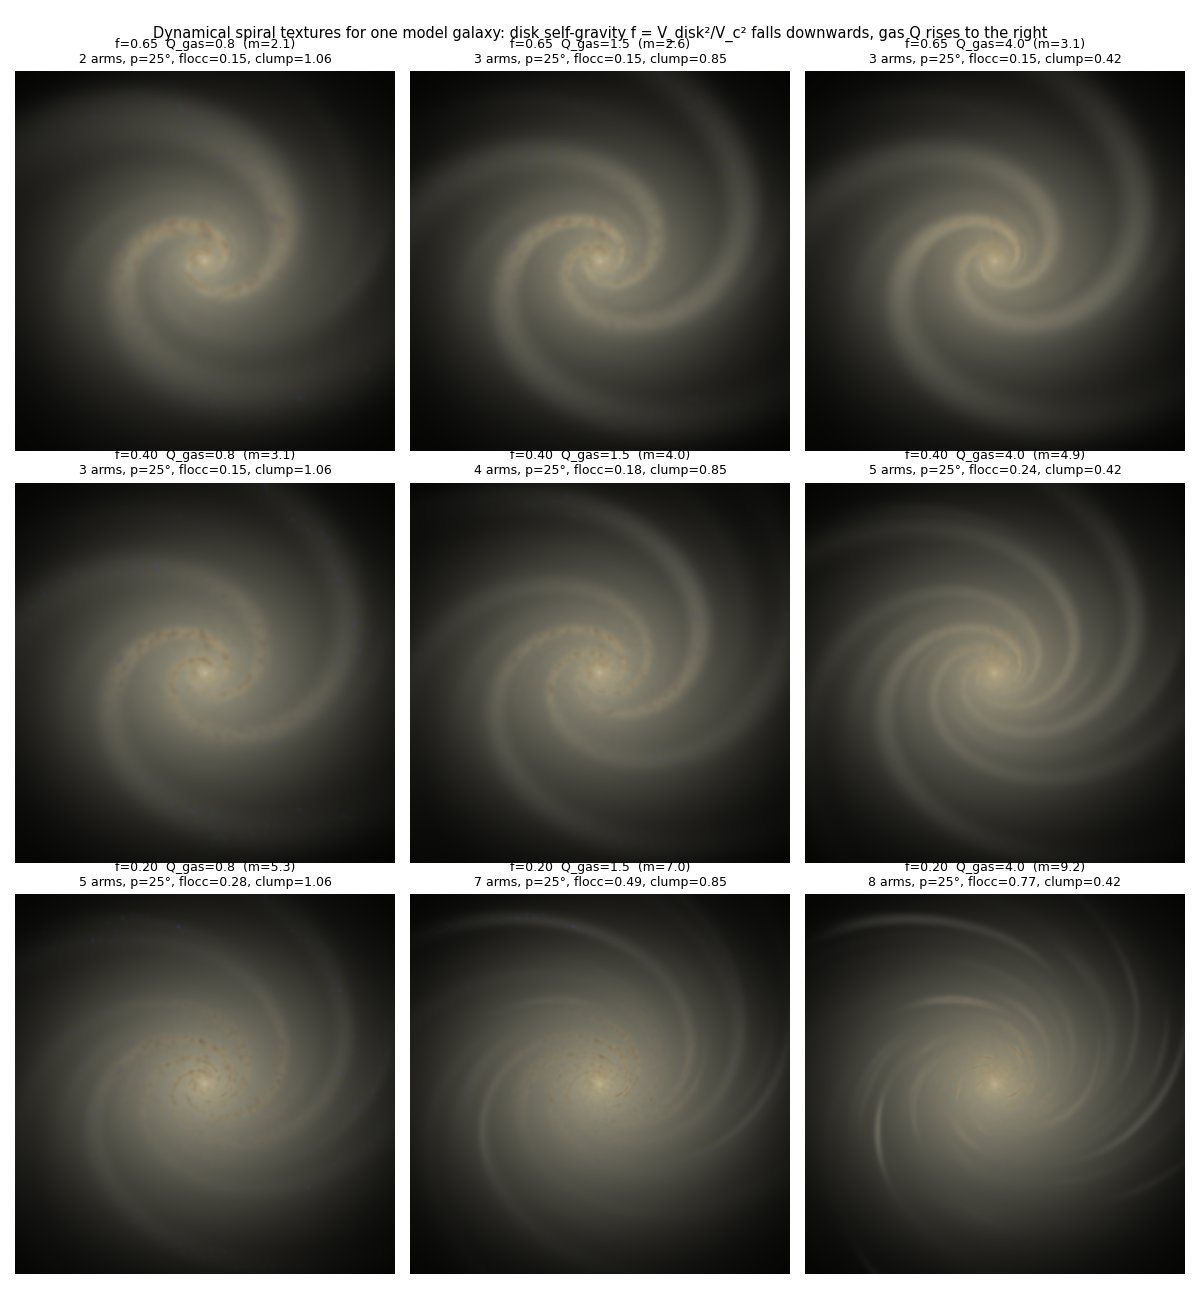 Dynamical spiral textures for one model galaxy: disk self-gravity f = V_disk²/V_c² falls downwards, gas Q rises to the right
f=0.65 Q_gas=0.8 (m=2.1)
2 arms, p=25°, flocc=0.15, clump=1.06
f=0.65 Q_gas=1.5 (m=2.6)
3 arms, p=25°, flocc=0.15, clump=0.85
f=0.65 Q_gas=4.0 (m=3.1)
3 arms, p=25°, flocc=0.15, clump=0.42
f=0.40 Q_gas=0.8 (m=3.1)
3 arms, p=25°, flocc=0.15, clump=1.06
f=0.40 Q_gas=1.5 (m=4.0)
4 arms, p=25°, flocc=0.18, clump=0.85
f=0.40 Q_gas=4.0 (m=4.9)
5 arms, p=25°, flocc=0.24, clump=0.42
f=0.20 Q_gas=0.8 (m=5.3)
5 arms, p=25°, flocc=0.28, clump=1.06
f=0.20 Q_gas=1.5 (m=7.0)
7 arms, p=25°, flocc=0.49, clump=0.85
f=0.20 Q_gas=4.0 (m=9.2)
8 arms, p=25°, flocc=0.77, clump=0.42